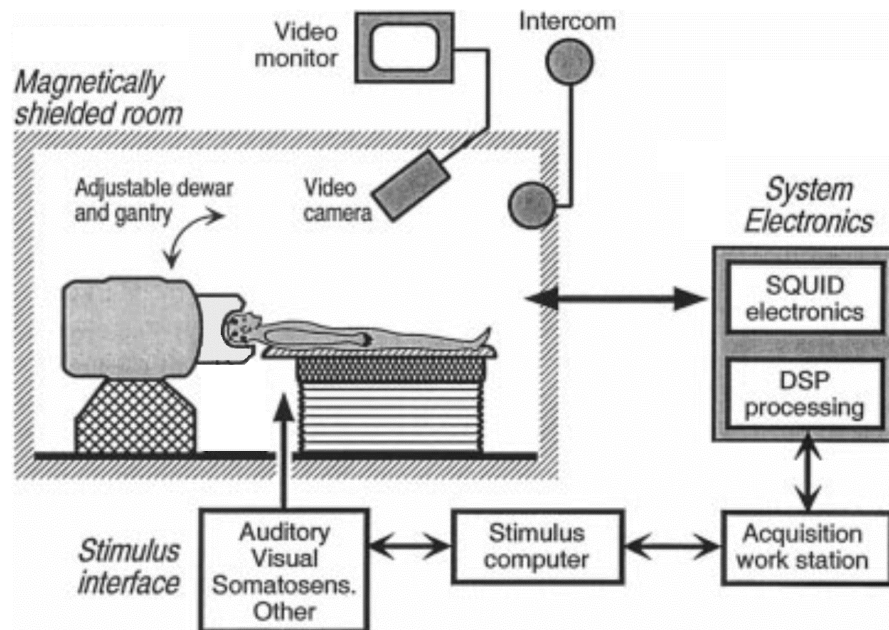 Video
monitor
Intercom
Magnetically
shielded room
Adjustable dewar
and gantry
Video
camera
System
Electronics
SQUID
electronics
DSP
processing
Stimulus
interface
Auditory
Visual
Somatosens.
Other
Stimulus
computer
Acquisition
work station